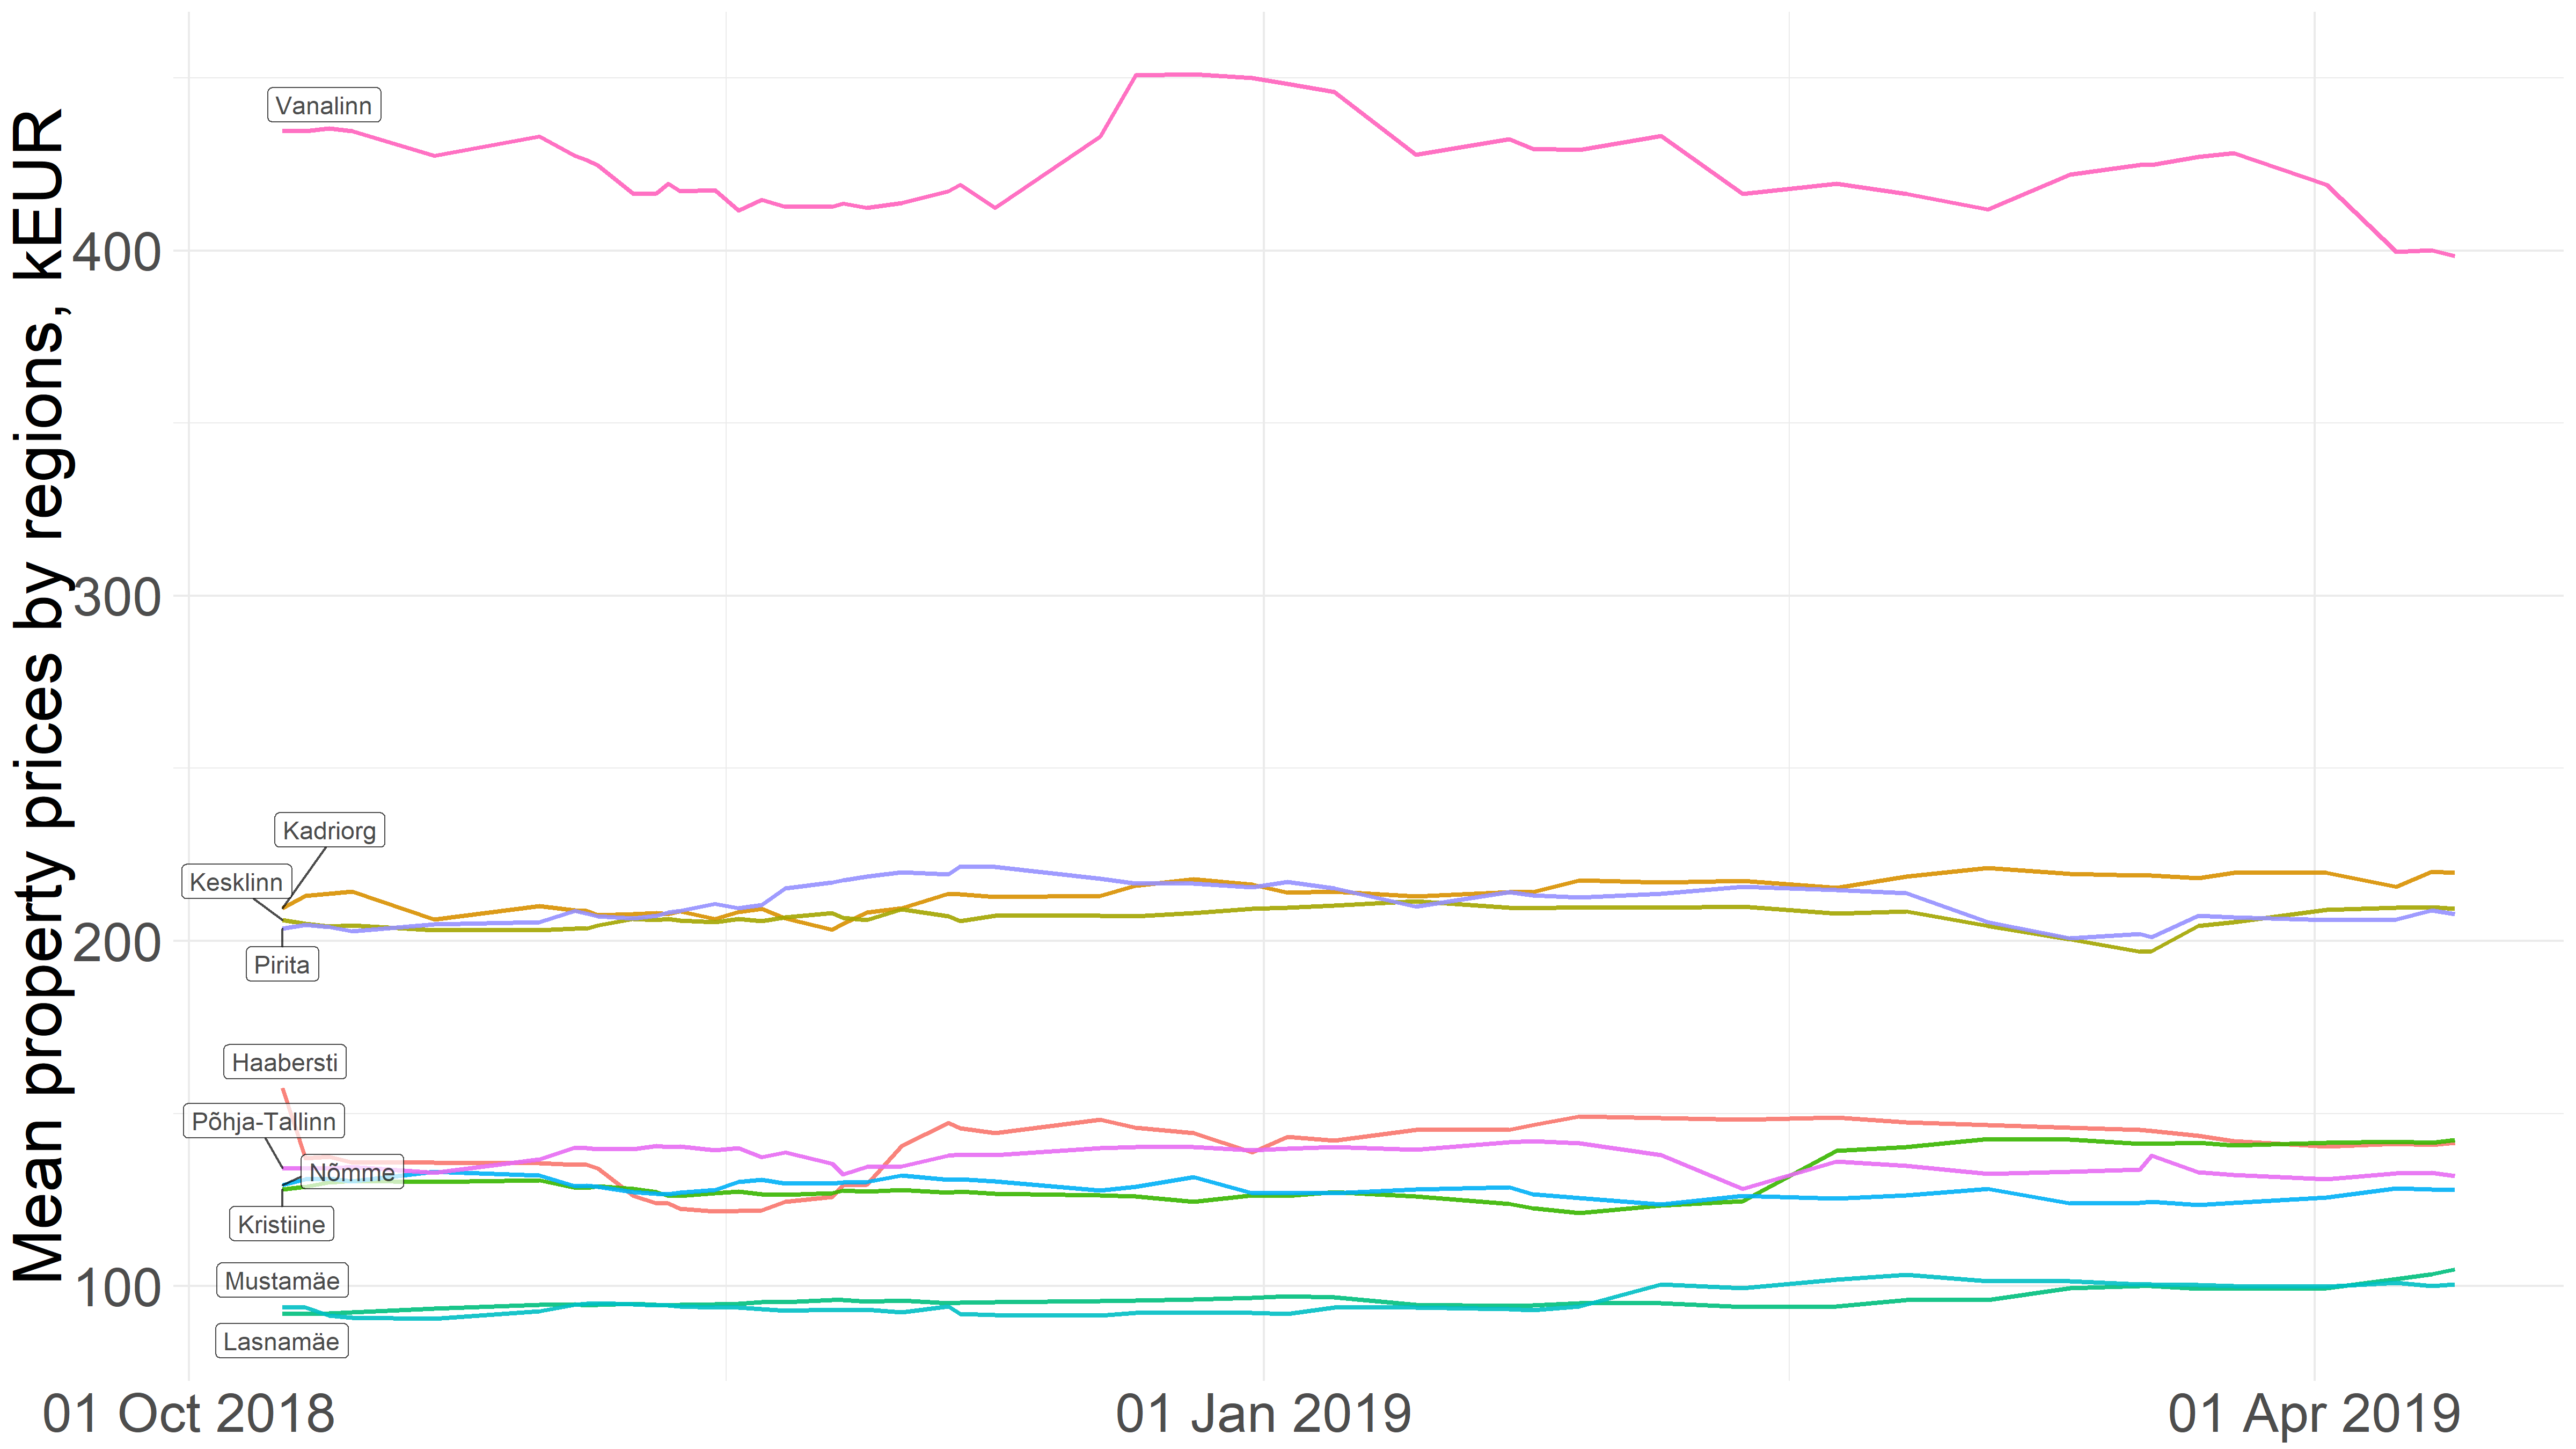 Mean property prices by regions, kEUR
400
300
200
100
Vanalinn
Kadriorg
Kesklinn
Pirita
Haabersti
Põhja-Tallinn
Nõmme
Kristiine
Mustamäe
Lasnamäe
01 Oct 2018
01 Jan 2019
01 Apr 2019